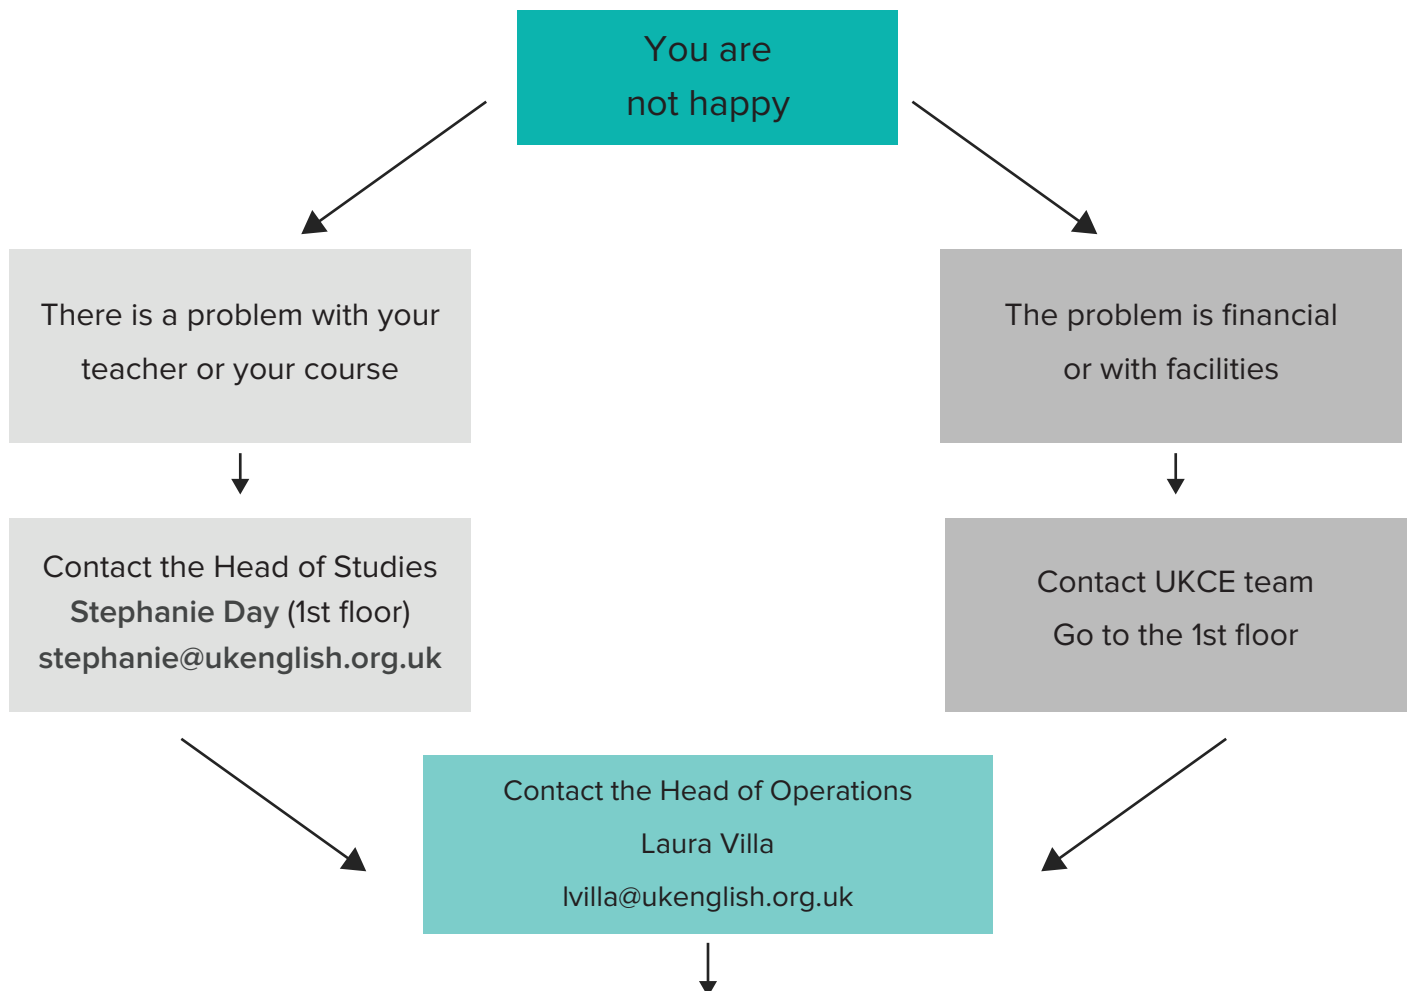 You are
not happy
There is a problem with your
teacher or your course
The problem is financial
or with facilities
Contact the Head of Studies
Stephanie Day (1st floor)
stephanie@ukenglish.org.uk
Contact UKCE team
Go to the 1st floor
Contact the Head of Operations
Laura Villa
lvilla@ukenglish.org.uk